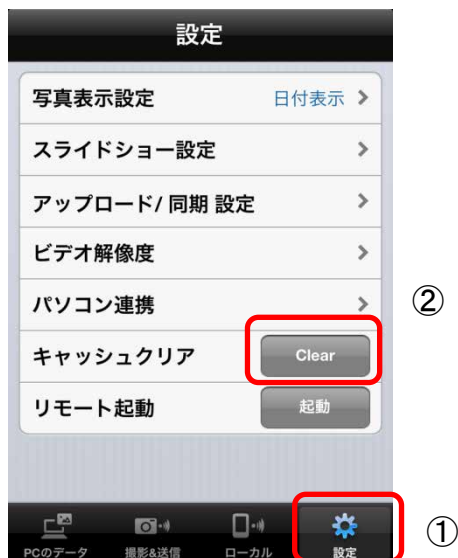 設定
写真表示設定 日付表示 >
スライドショー設定 >
アップロード/ 同期 設定 >
ビデオ解像度 >
パソコン連携 >
②
キャッシュクリア Clear
リモート起動 起動
PCのデータ 撮影&送信 ローカル 設定
①